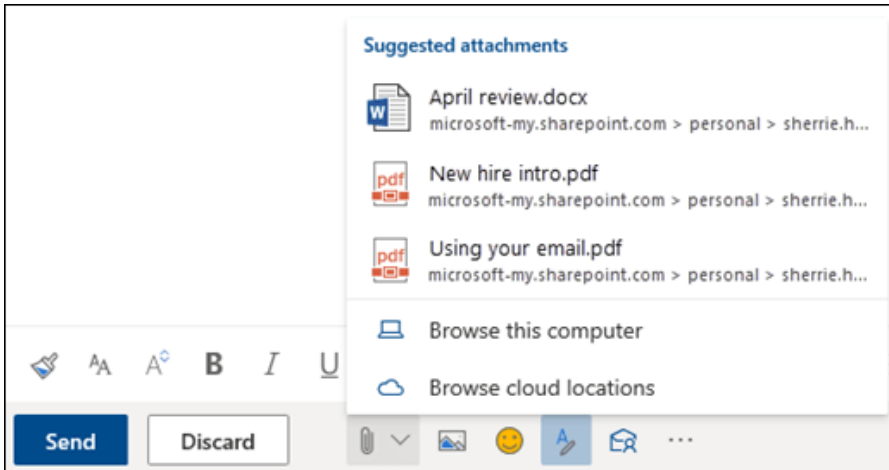 Suggested attachments
April review.docx
microsoft-my.sharepoint.com > personal > sherrie.h...
New hire intro.pdf
microsoft-my.sharepoint.com > personal > sherrie.h...
Using your email.pdf
microsoft-my.sharepoint.com > personal > sherrie.h...
Browse this computer
Browse cloud locations
Send
Discard